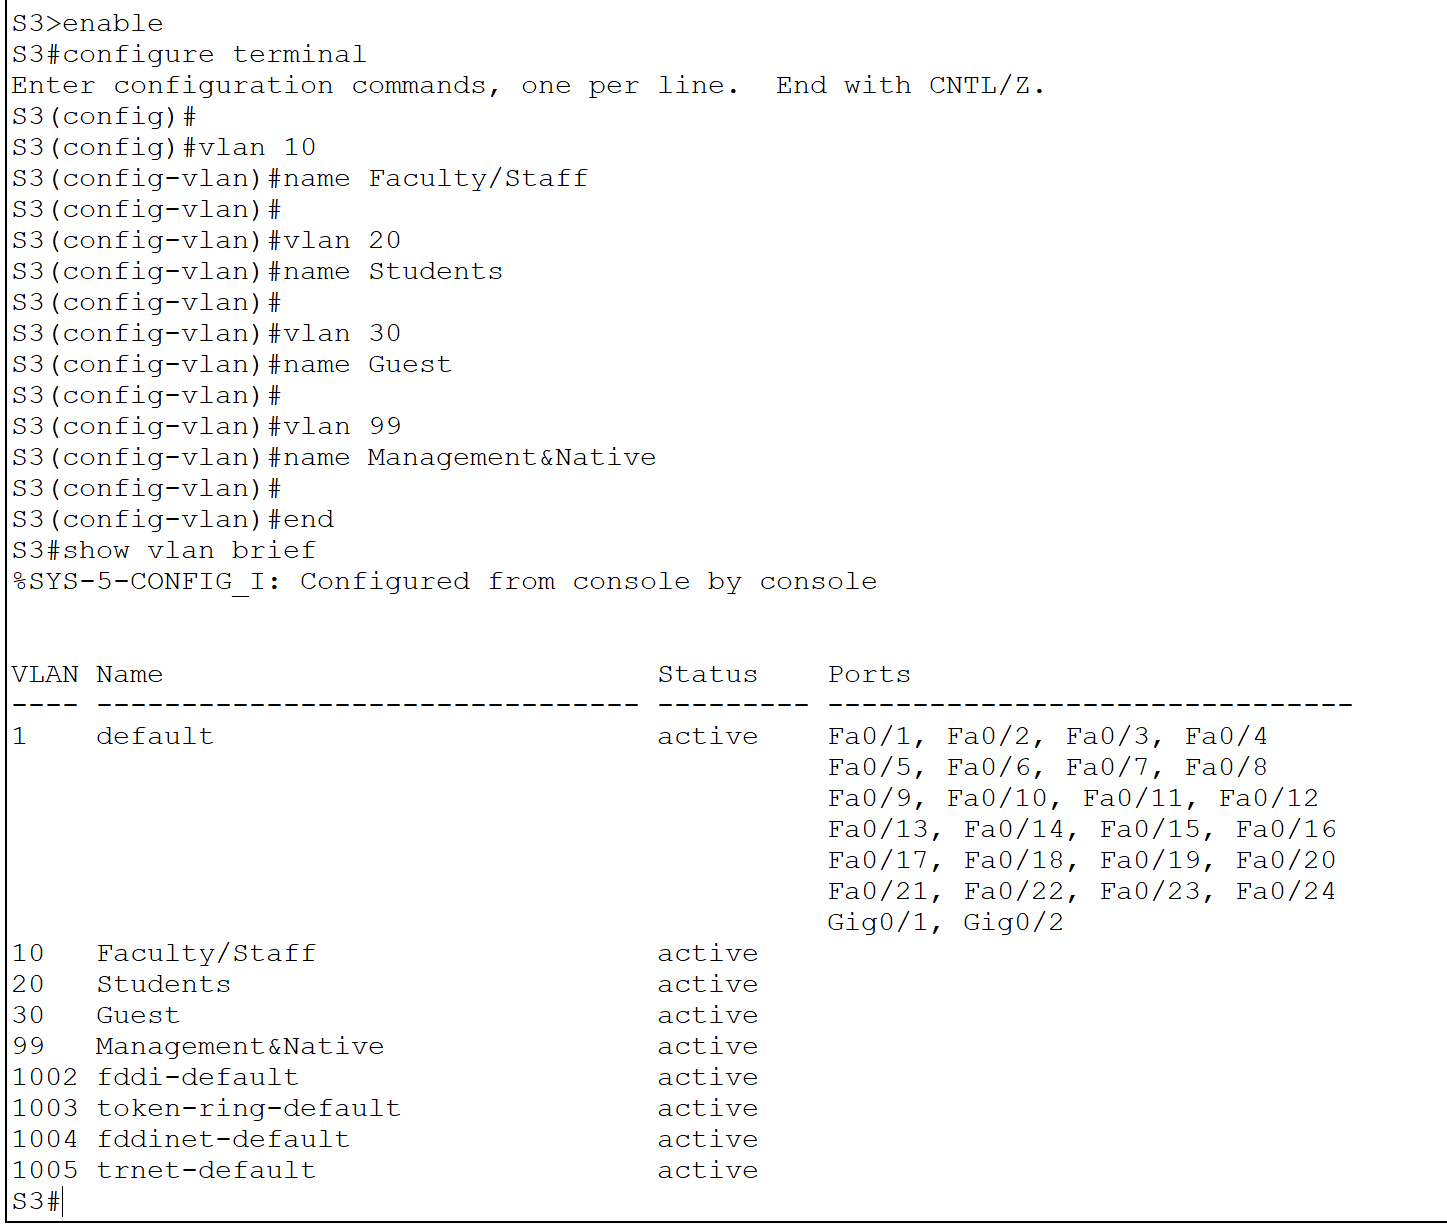 S3>enable
S3#configure terminal
Enter configuration commands, one per line.  End with CNTL/Z.
S3(config)#
S3(config)#vlan 10
S3(config-vlan)#name Faculty/Staff
S3(config-vlan)#
S3(config-vlan)#vlan 20
S3(config-vlan)#name Students
S3(config-vlan)#
S3(config-vlan)#vlan 30
S3(config-vlan)#name Guest
S3(config-vlan)#
S3(config-vlan)#vlan 99
S3(config-vlan)#name Management&Native
S3(config-vlan)#
S3(config-vlan)#end
S3#show vlan brief
%SYS-5-CONFIG_I: Configured from console by console


VLAN Name                             Status    Ports
---- -------------------------------- --------- -------------------------------
1    default                          active    Fa0/1, Fa0/2, Fa0/3, Fa0/4
                                                Fa0/5, Fa0/6, Fa0/7, Fa0/8
                                                Fa0/9, Fa0/10, Fa0/11, Fa0/12
                                                Fa0/13, Fa0/14, Fa0/15, Fa0/16
                                                Fa0/17, Fa0/18, Fa0/19, Fa0/20
                                                Fa0/21, Fa0/22, Fa0/23, Fa0/24
                                                Gig0/1, Gig0/2
10   Faculty/Staff                    active
20   Students                         active
30   Guest                            active
99   Management&Native                active
1002 fddi-default                     active
1003 token-ring-default               active
1004 fddinet-default                  active
1005 trnet-default                    active
S3#